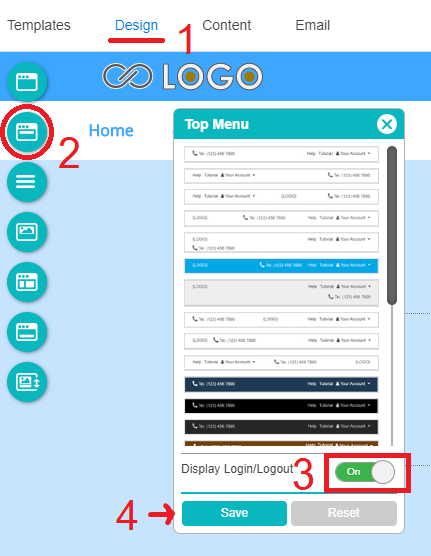 Templates Design Content Email
1
LOGO
2
Home
Top Menu
Tel. (123) 456 7890 Help Tutorial Your Account
Help Tutorial Your Account Tel. (123) 456 7890
Help Tutorial Your Account (LOGO) Tel. (123) 456 7890
(LOGO) Tel. (123) 456 7890 Help Tutorial Your Account
(LOGO) Help Tutorial Your Account
Tel. (123) 456 7890
(LOGO) Tel. (123) 456 7890 Help Tutorial Your Account
(LOGO) Help Tutorial Your Account
Tel. (123) 456 7890
Tel. (123) 456 7890 (LOGO) Help Tutorial Your Account
(LOGO) Tel. (123) 456 7890 Help Tutorial Your Account
Help Tutorial Your Account Tel. (123) 456 7890 (LOGO)
Tel. (123) 456 7890 Help Tutorial Your Account
Tel. (123) 456 7890 Help Tutorial Your Account
Tel. (123) 456 7890 Help Tutorial Your Account
Tel. (123) 456 7890 Help Tutorial Your Account
Display Login/Logout 3 On
4 Save Reset